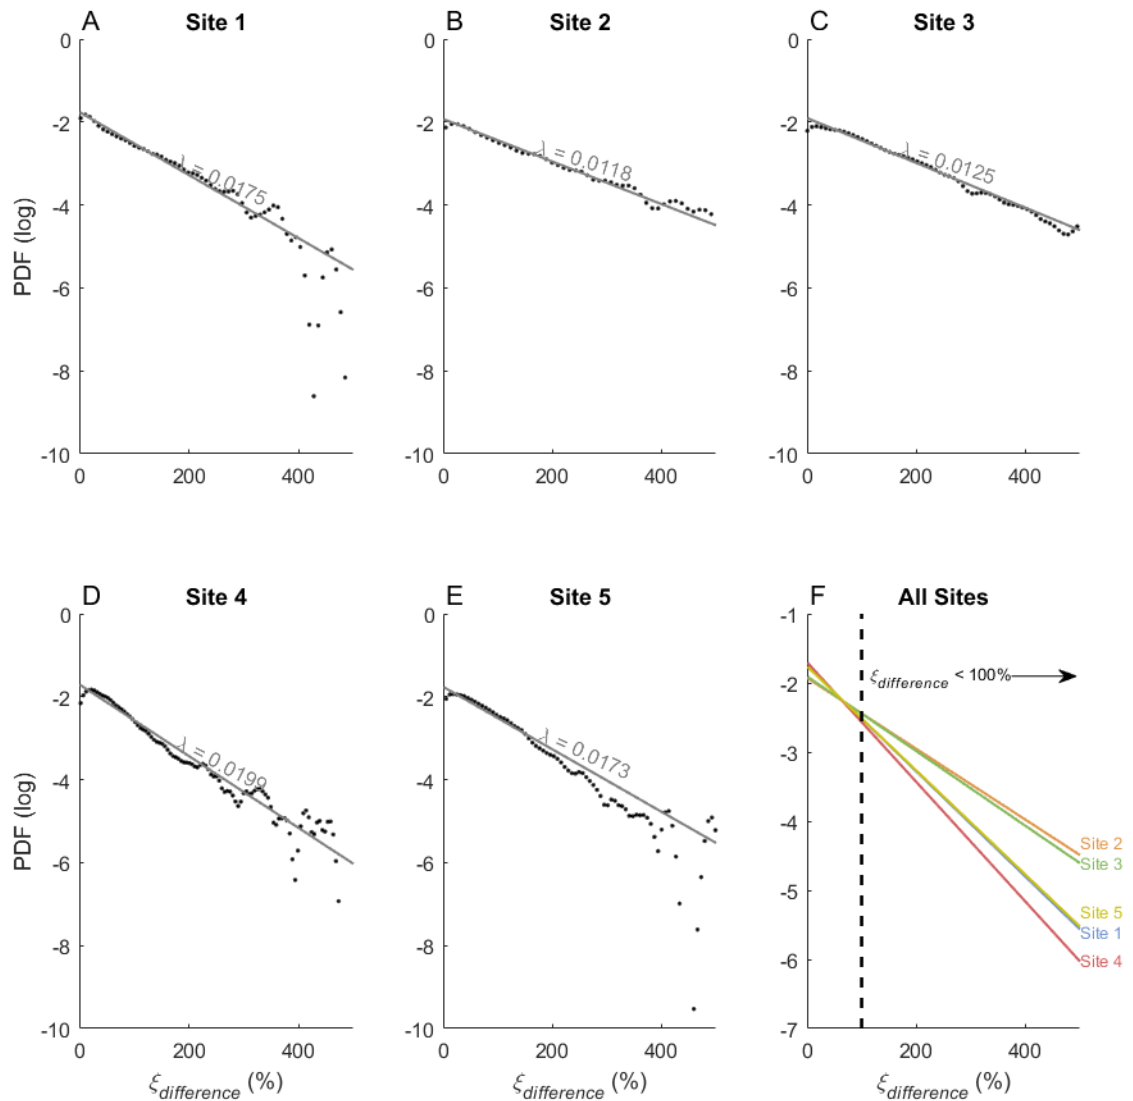 A Site 1
B Site 2
C Site 3
0
-2
-4
-6
-8
-10
PDF (log)
λ = 0.0175
0 200 400
0
-2
-4
-6
-8
-10
λ = 0.0118
0 200 400
0
-2
-4
-6
-8
-10
λ = 0.0125
0 200 400
D Site 4
E Site 5
F All Sites
0
-2
-4
-6
-8
-10
PDF (log)
λ = 0.0199
0 200 400
ξdifference (%)
0
-2
-4
-6
-8
-10
λ = 0.0173
0 200 400
ξdifference (%)
-1
-2
-3
-4
-5
-6
-7
ξdifference < 100%
Site 2
Site 3
Site 5
Site 1
Site 4
0 200 400
ξdifference (%)